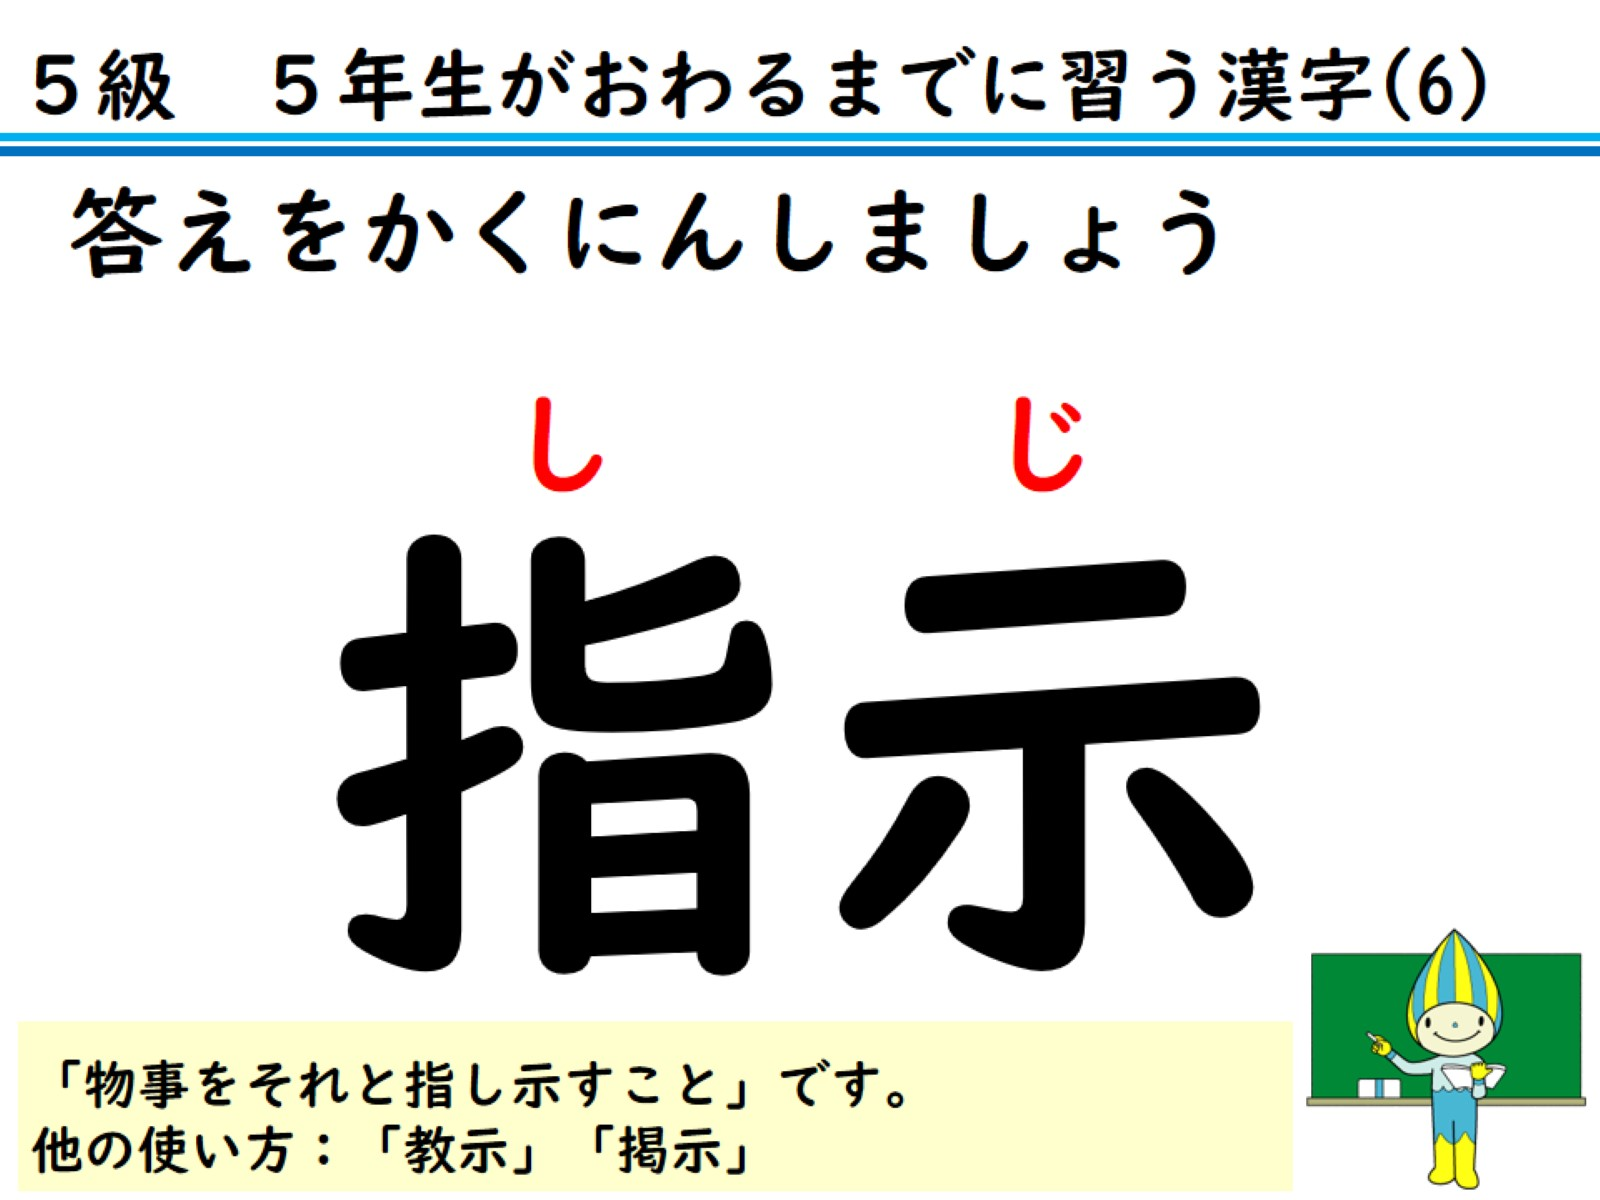 ５級　５年生がおわるまでに習う漢字(6)
答えをかくにんしましょう
し　じ
指示
「物事をそれと指し示すこと」です。
他の使い方：「教示」「掲示」